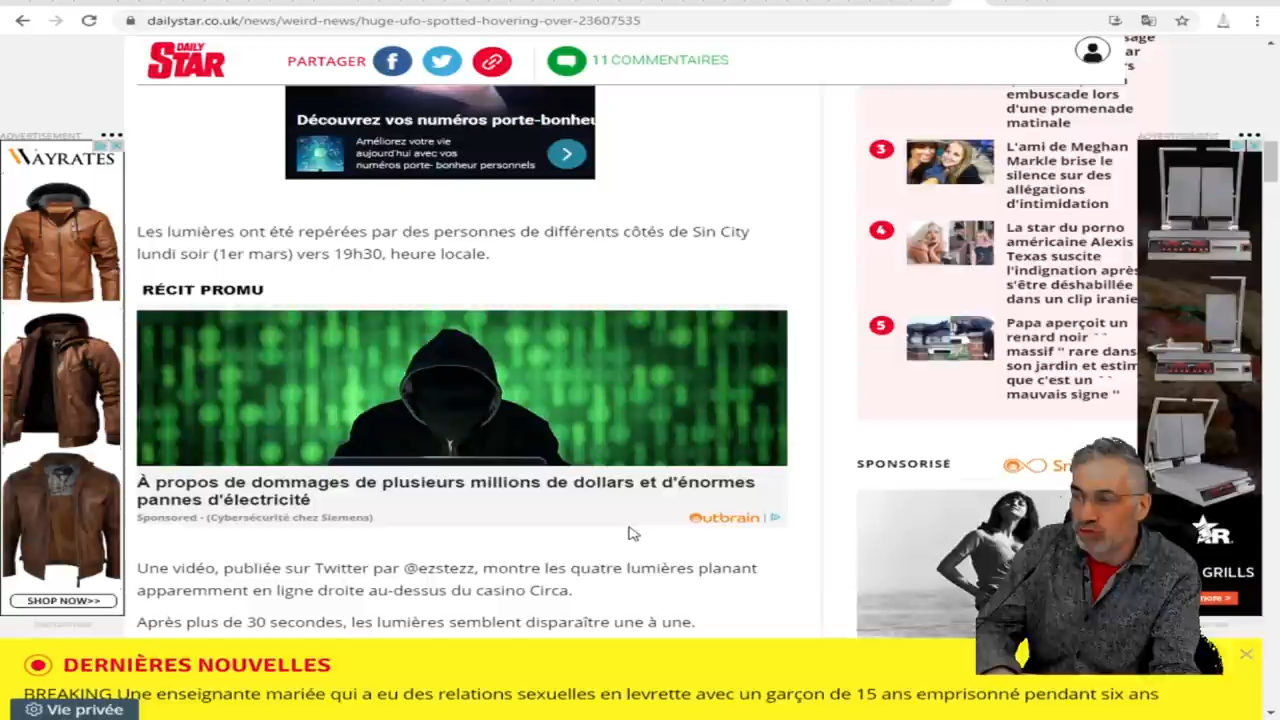 dailystar.co.uk/news/weird-news/huge-ufo-spotted-hovering-over-23607535
DAILY
STAR
PARTAGER
11 COMMENTAIRES
embuscade lors
d'une promenade
matinale
Découvrez vos numéros porte-bonheu
Améliorez votre vie
aujourd'hui avec vos
numéros porte- bonheur personnels
ADVERTISEMENT
WAYRATES
SHOP NOW>>
Les lumières ont été repérées par des personnes de différents côtés de Sin City
lundi soir (1er mars) vers 19h30, heure locale.
RÉCIT PROMU
À propos de dommages de plusieurs millions de dollars et d'énormes
pannes d'électricité
Sponsored - (Cybersécurité chez Siemens)
Outbrain
Une vidéo, publiée sur Twitter par @ezstezz, montre les quatre lumières planant
apparemment en ligne droite au-dessus du casino Circa.
Après plus de 30 secondes, les lumières semblent disparaître une à une.
3
L'ami de Meghan
Markle brise le
silence sur des
allégations
d'intimidation
4
La star du porno
américaine Alexis
Texas suscite
l'indignation après
s'être déshabillée
dans un clip iranie
5
Papa aperçoit un
renard noir ``
massif '' rare dans
son jardin et estim
que c'est un ``
mauvais signe ''
SPONSORISÉ
GRILLS
DERNIÈRES NOUVELLES
BREAKING Une enseignante mariée qui a eu des relations sexuelles en levrette avec un garçon de 15 ans emprisonné pendant six ans
Vie privée